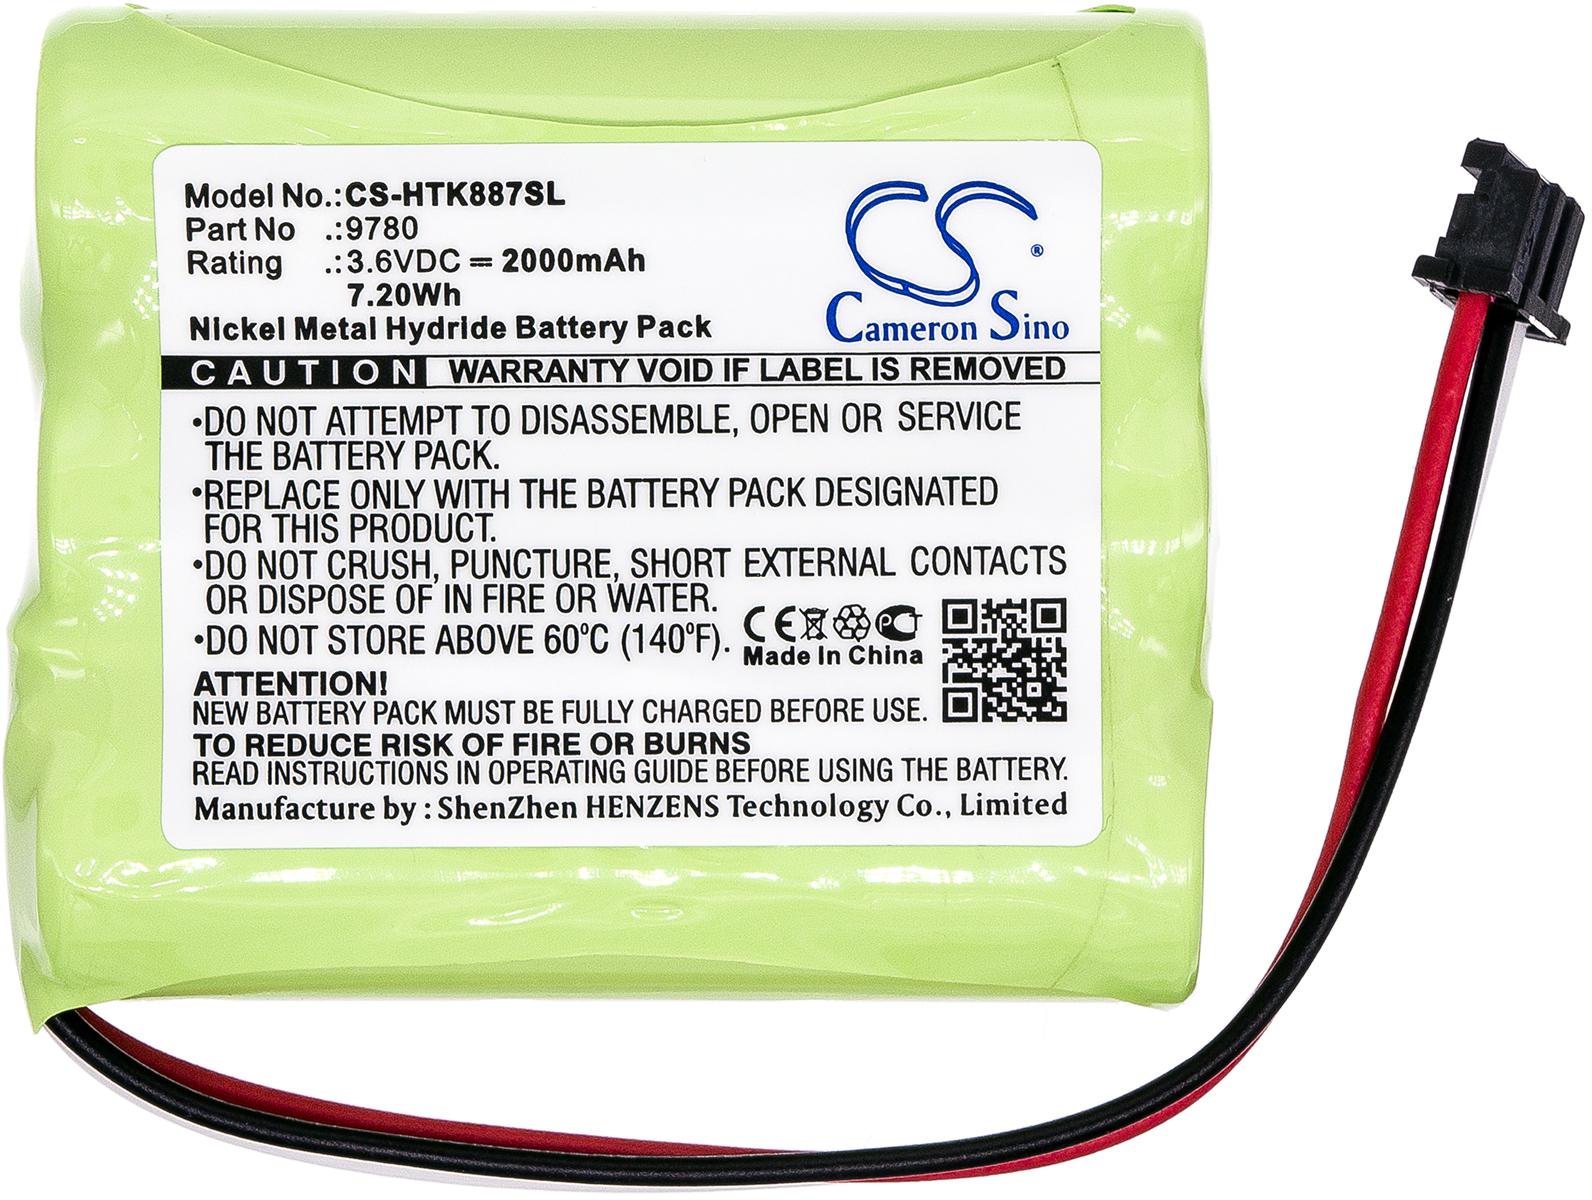 Model No.:CS-HTK887SL
Part No .:9780
Rating .:3.6VDC ⎓ 2000mAh
7.20Wh
Nickel Metal Hydride Battery Pack
CS®
Cameron Sino
CAUTION WARRANTY VOID IF LABEL IS REMOVED
•DO NOT ATTEMPT TO DISASSEMBLE, OPEN OR SERVICE
THE BATTERY PACK.
•REPLACE ONLY WITH THE BATTERY PACK DESIGNATED
FOR THIS PRODUCT.
•DO NOT CRUSH, PUNCTURE, SHORT EXTERNAL CONTACTS
OR DISPOSE OF IN FIRE OR WATER.
•DO NOT STORE ABOVE 60ºC (140ºF).
CE PCT
Made In China
ATTENTION!
NEW BATTERY PACK MUST BE FULLY CHARGED BEFORE USE.
TO REDUCE RISK OF FIRE OR BURNS
READ INSTRUCTIONS IN OPERATING GUIDE BEFORE USING THE BATTERY.
Manufacture by : ShenZhen HENZENS Technology Co., Limited